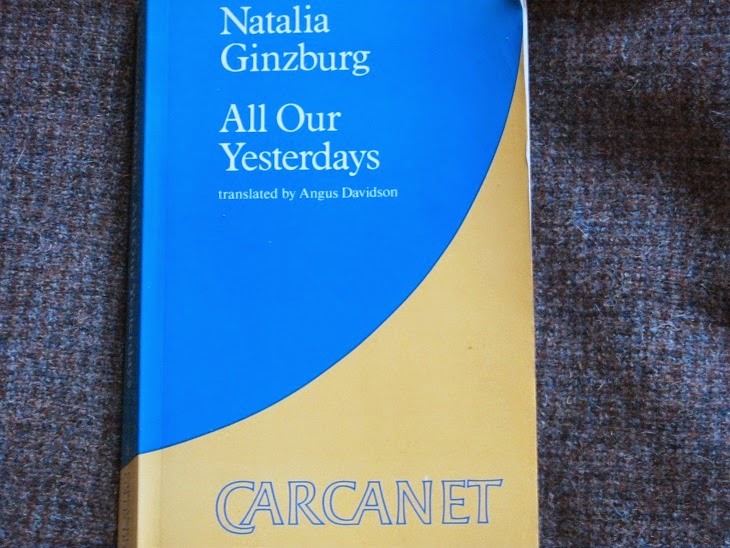 Natalia
Ginzburg
All Our
Yesterdays
translated by Angus Davidson
CARCANET